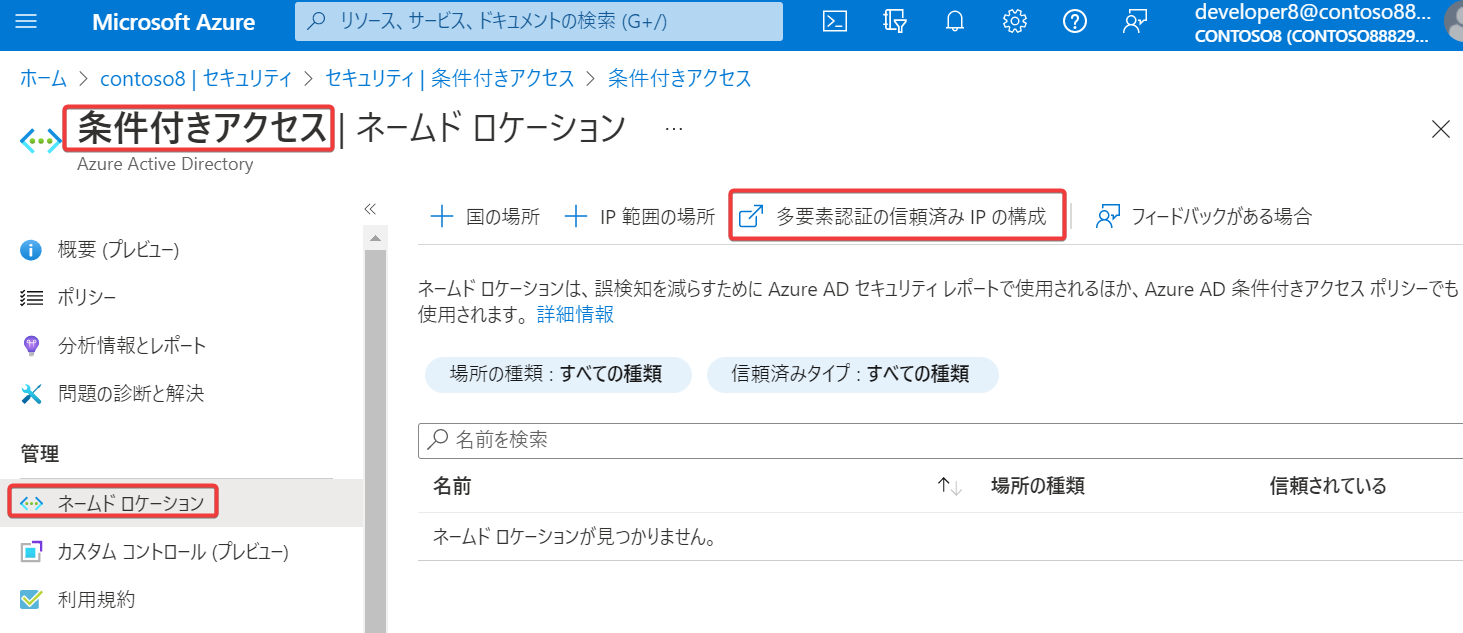 Microsoft Azure
リソース、サービス、ドキュメントの検索 (G+/)
developer8@contoso88...
CONTOSO8 (CONTOSO88829...
ホーム > contoso8 | セキュリティ > セキュリティ | 条件付きアクセス > 条件付きアクセス
条件付きアクセス | ネームド ロケーション ...
Azure Active Directory
概要 (プレビュー)
ポリシー
分析情報とレポート
問題の診断と解決
管理
ネームド ロケーション
カスタム コントロール (プレビュー)
利用規約
国の場所 IP 範囲の場所 多要素認証の信頼済み IP の構成 フィードバックがある場合
ネームド ロケーションは、誤検知を減らすために Azure AD セキュリティ レポートで使用されるほか、Azure AD 条件付きアクセス ポリシーでも
使用されます。 詳細情報
場所の種類 : すべての種類 信頼済みタイプ : すべての種類
名前を検索
名前 ↑↓ 場所の種類 信頼されている
ネームド ロケーションが見つかりません。